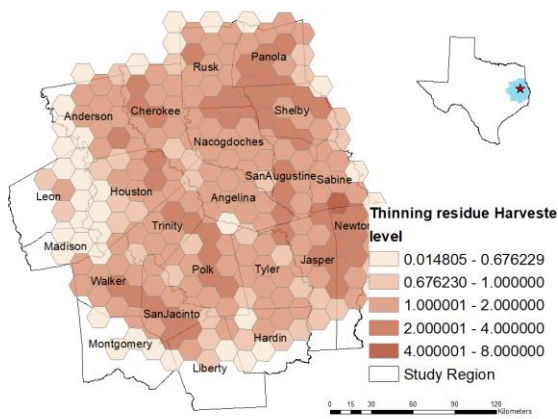 Rusk
Panola
Anderson
Cherokee
Shelby
Nacogdoches
SanAugustine
Sabine
Leon
Houston
Angelina
Trinity
Newton
Madison
Polk
Tyler
Jasper
Walker
SanJacinto
Montgomery
Hardin
Liberty
Thinning residue Harveste
level
0.014805 - 0.676229
0.676230 - 1.000000
1.000001 - 2.000000
2.000001 - 4.000000
4.000001 - 8.000000
Study Region
0 15 30 60 90 120
Kilometers